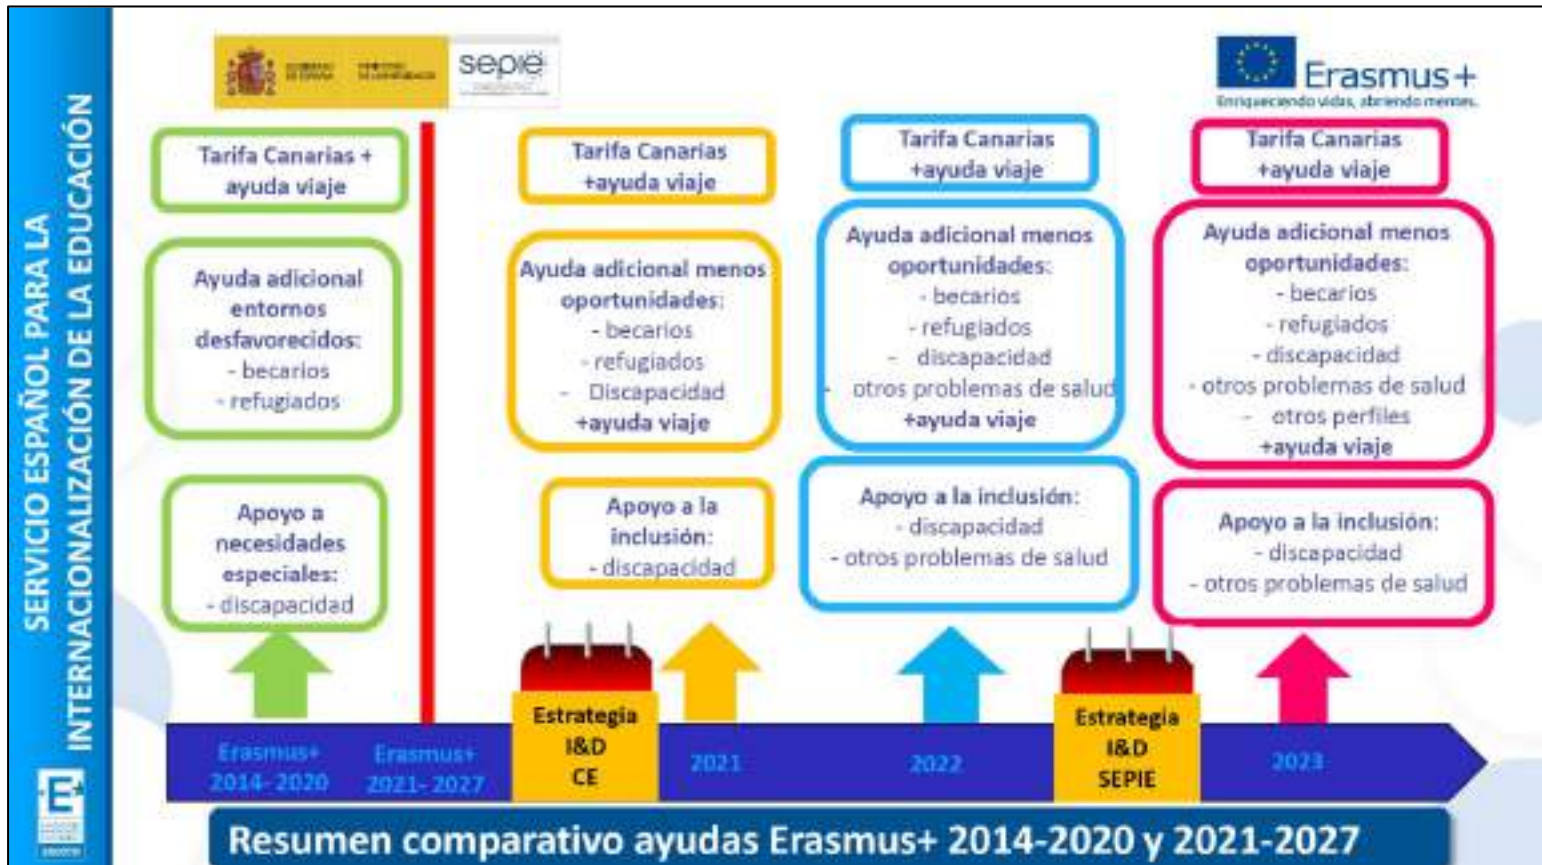 SERVICIO ESPAÑOL PARA LA
INTERNACIONALIZACIÓN DE LA EDUCACIÓN
GOBIERNO
DE ESPAÑA
sepie
Erasmus+
Enriqueciendo vidas, abriendo mentes.
Tarifa Canarias +
ayuda viaje
Ayuda adicional
entornos
desfavorecidos:
- becarios
- refugiados
Apoyo a
necesidades
especiales:
- discapacidad
Tarifa Canarias
+ayuda viaje
Ayuda adicional menos
oportunidades:
- becarios
- refugiados
- Discapacidad
+ayuda viaje
Apoyo a la
inclusión:
- discapacidad
Tarifa Canarias
+ayuda viaje
Ayuda adicional menos
oportunidades:
- becarios
- refugiados
- discapacidad
- otros problemas de salud
+ayuda viaje
Apoyo a la inclusión:
- discapacidad
- otros problemas de salud
Tarifa Canarias
+ayuda viaje
Ayuda adicional menos
oportunidades:
- becarios
- refugiados
- discapacidad
- otros problemas de salud
- otros perfiles
+ayuda viaje
Apoyo a la inclusión:
- discapacidad
- otros problemas de salud
Erasmus+
2014- 2020
Erasmus+
2021- 2027
Estrategia
I&D
CE
2021
2022
Estrategia
I&D
SEPIE
2023
Resumen comparativo ayudas Erasmus+ 2014-2020 y 2021-2027